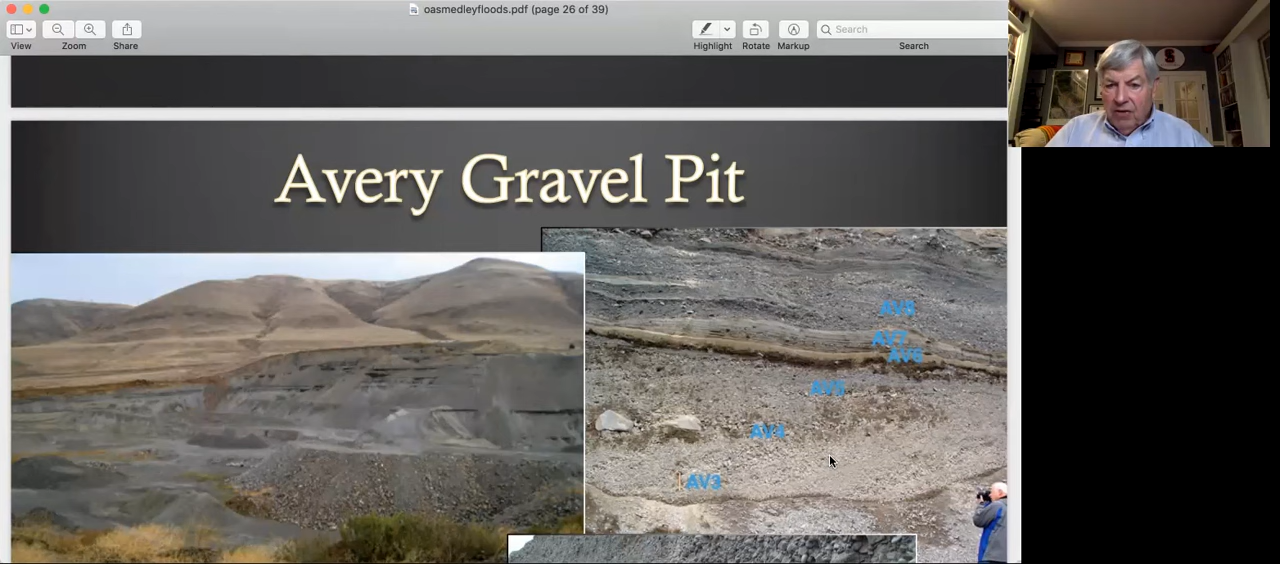 oasmedleyfloods.pdf (page 26 of 39)
Search
View
Zoom
Share
Highlight
Rotate
Markup
Search
Avery Gravel Pit
AV8
AV7
AV6
AV5
AV4
AV3